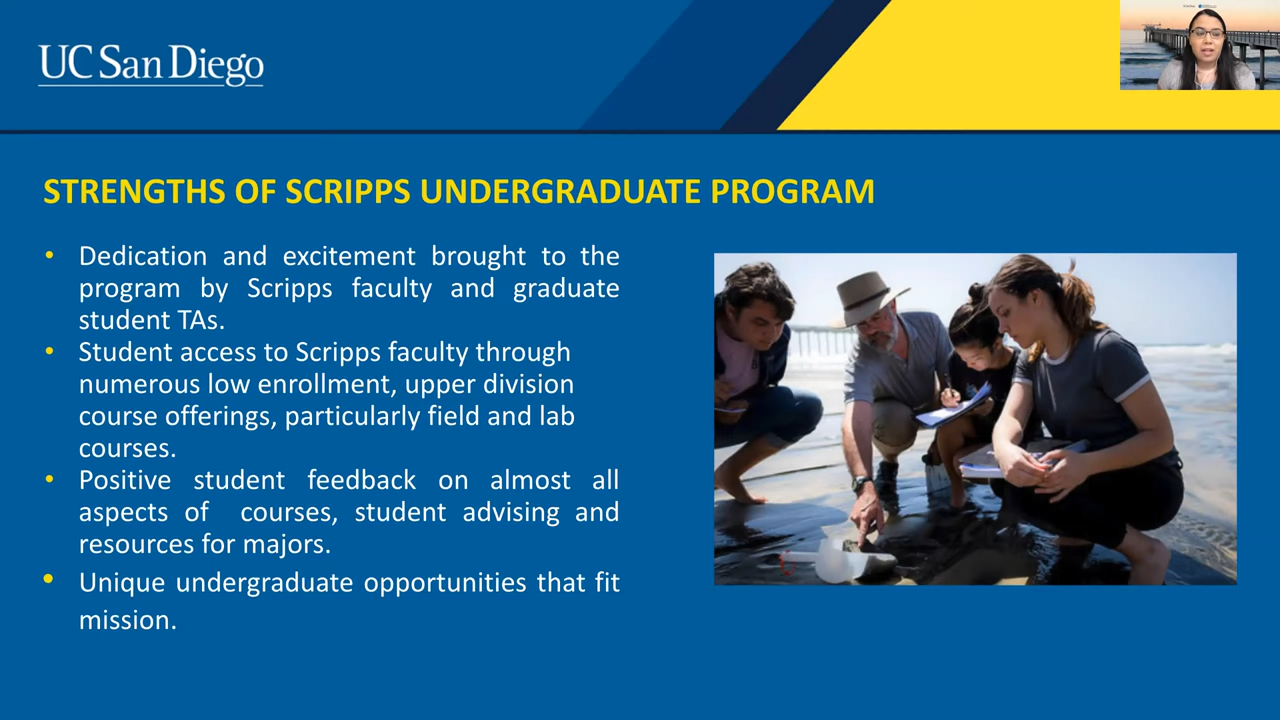 UC San Diego
STRENGTHS OF SCRIPPS UNDERGRADUATE PROGRAM
• Dedication and excitement brought to the
program by Scripps faculty and graduate
student TAs.
• Student access to Scripps faculty through
numerous low enrollment, upper division
course offerings, particularly field and lab
courses.
• Positive student feedback on almost all
aspects of courses, student advising and
resources for majors.
• Unique undergraduate opportunities that fit
mission.